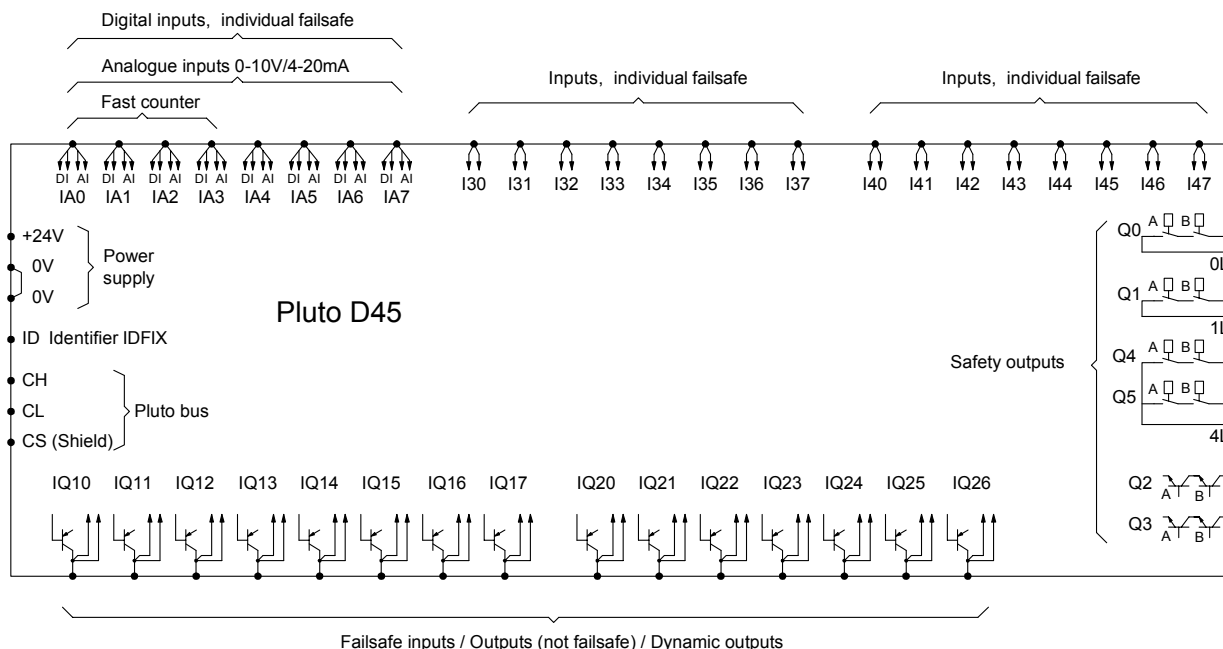 Digital inputs, individual failsafe
Analogue inputs 0-10V/4-20mA
Fast counter
Inputs, individual failsafe
Inputs, individual failsafe
DI AI DI AI DI AI DI AI DI AI DI AI DI AI DI AI
IA0 IA1 IA2 IA3 IA4 IA5 IA6 IA7
I30 I31 I32 I33 I34 I35 I36 I37
I40 I41 I42 I43 I44 I45 I46 I47
+24V
0V
0V
Power
supply
Pluto D45
ID Identifier IDFIX
CH
CL
CS (Shield)
Pluto bus
Safety outputs
Q0 A B
0L
Q1 A B
1L
Q4 A B
Q5 A B
4L
Q2 A B
Q3 A B
IQ10 IQ11 IQ12 IQ13 IQ14 IQ15 IQ16 IQ17
IQ20 IQ21 IQ22 IQ23 IQ24 IQ25 IQ26
Failsafe inputs / Outputs (not failsafe) / Dynamic outputs